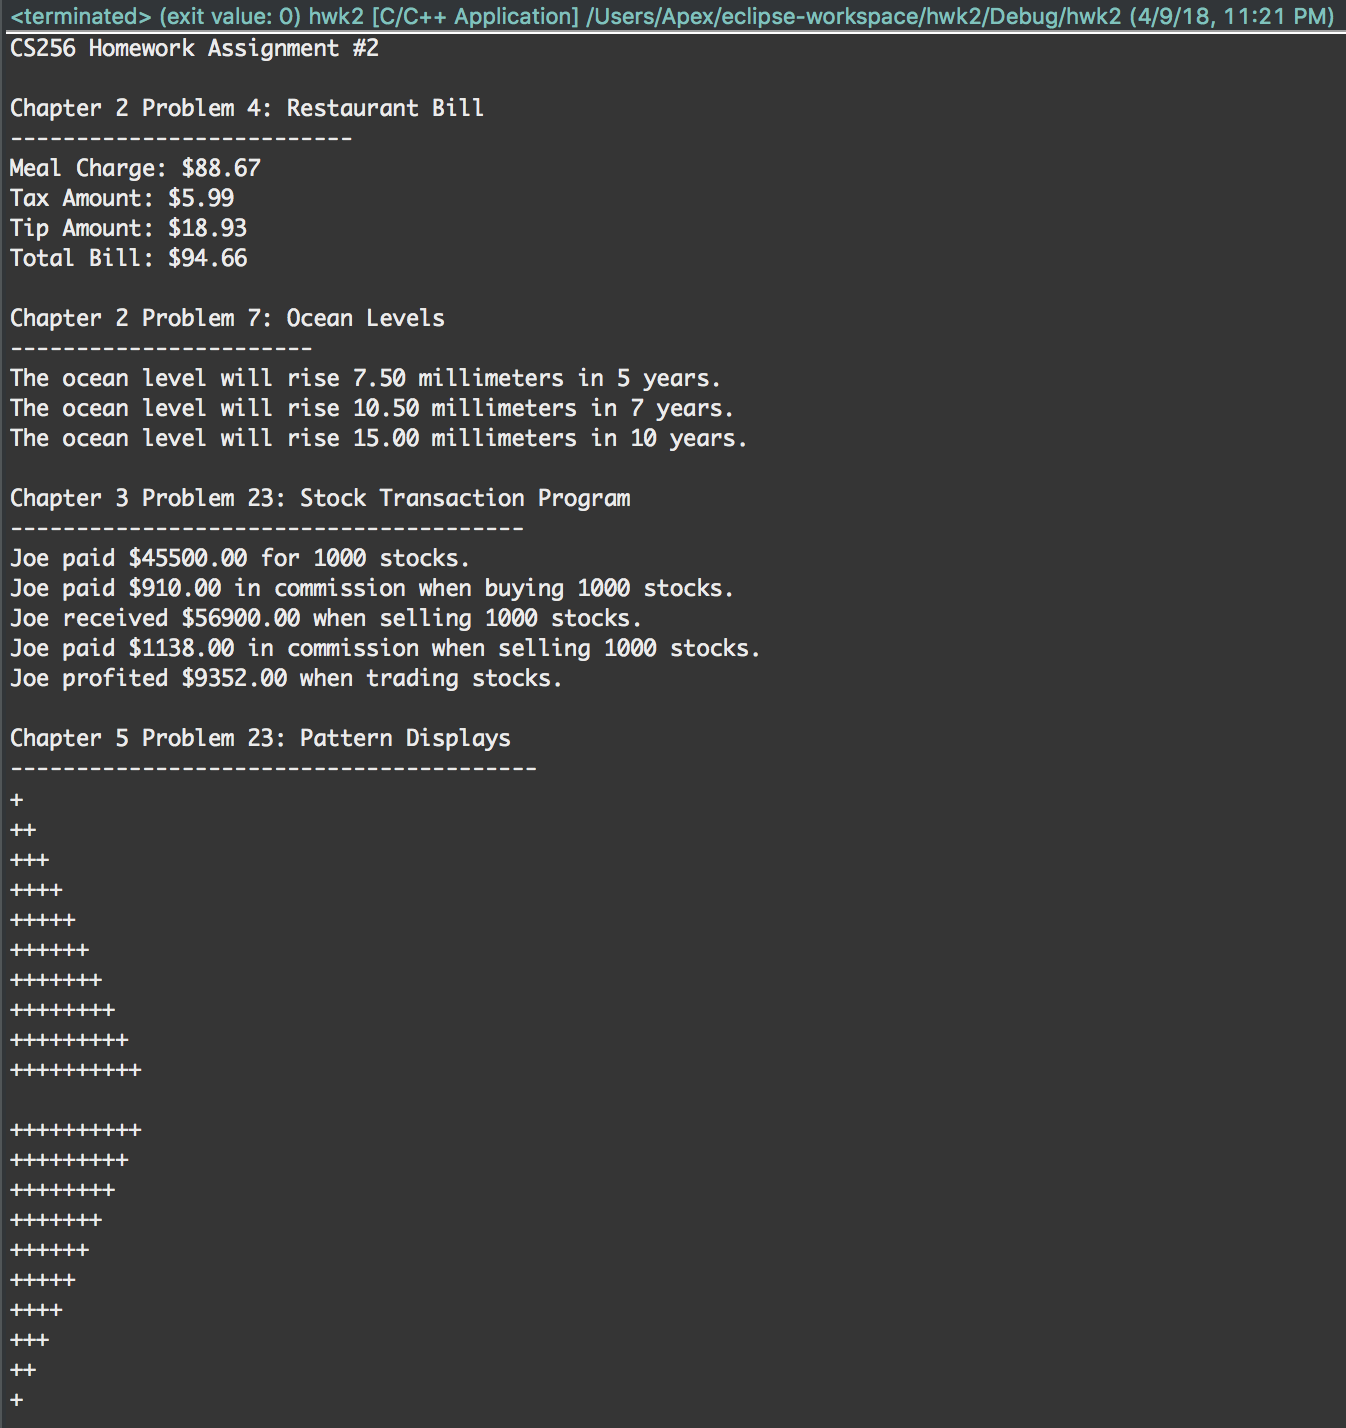 <terminated> (exit value: 0) hwk2 [C/C++ Application] /Users/Apex/eclipse-workspace/hwk2/Debug/hwk2 (4/9/18, 11:21 PM)
CS256 Homework Assignment #2
Chapter 2 Problem 4: Restaurant Bill
--------------------------
Meal Charge: $88.67
Tax Amount: $5.99
Tip Amount: $18.93
Total Bill: $94.66
Chapter 2 Problem 7: Ocean Levels
-----------------------
The ocean level will rise 7.50 millimeters in 5 years.
The ocean level will rise 10.50 millimeters in 7 years.
The ocean level will rise 15.00 millimeters in 10 years.
Chapter 3 Problem 23: Stock Transaction Program
---------------------------------------
Joe paid $45500.00 for 1000 stocks.
Joe paid $910.00 in commission when buying 1000 stocks.
Joe received $56900.00 when selling 1000 stocks.
Joe paid $1138.00 in commission when selling 1000 stocks.
Joe profited $9352.00 when trading stocks.
Chapter 5 Problem 23: Pattern Displays
----------------------------------------
+
++
+++
++++
+++++
++++++
+++++++
++++++++
+++++++++
++++++++++
++++++++++
+++++++++
++++++++
+++++++
++++++
+++++
++++
+++
++
+